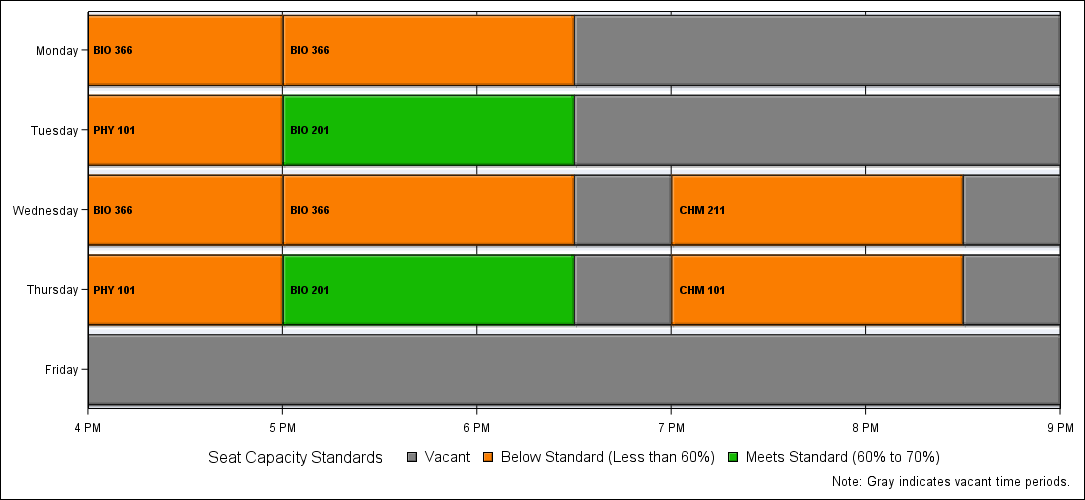 Monday BIO 366 BIO 366
Tuesday PHY 101 BIO 201
Wednesday BIO 366 BIO 366 CHM 211
Thursday PHY 101 BIO 201 CHM 101
Friday
4 PM 5 PM 6 PM 7 PM 8 PM 9 PM
Seat Capacity Standards Vacant Below Standard (Less than 60%) Meets Standard (60% to 70%)
Note: Gray indicates vacant time periods.